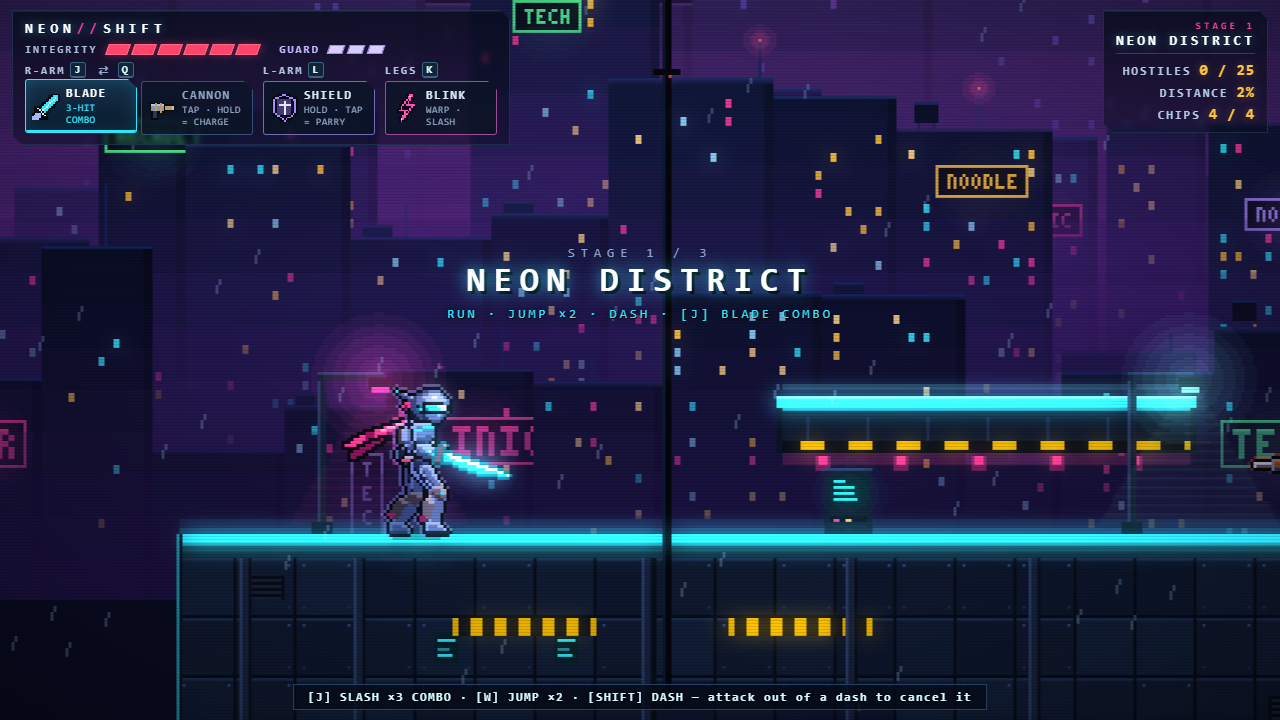 NEON//SHIFT
INTEGRITY
GUARD
R-ARM J ⇄ Q
L-ARM L
LEGS K
BLADE
3-HIT
COMBO
CANNON
TAP · HOLD
= CHARGE
SHIELD
HOLD · TAP
= PARRY
BLINK
WARP ·
SLASH
TECH
STAGE 1
NEON DISTRICT
HOSTILES 0 / 25
DISTANCE 2%
CHIPS 4 / 4
NOODLE
STAGE 1 / 3
NEON DISTRICT
RUN · JUMP ×2 · DASH · [J] BLADE COMBO
TEC
TE
[J] SLASH ×3 COMBO · [W] JUMP ×2 · [SHIFT] DASH — attack out of a dash to cancel it